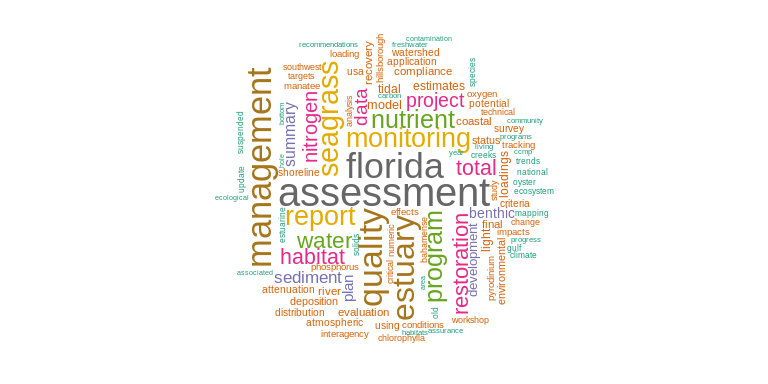 contamination
recommendations
freshwater
loading
recovery
hillsborough
watershed
application
southwest
usa
compliance
species
targets
manatee
seagrass
tidal
estimates
carbon
oxygen
management
data
model
project
potential
technical
suspended
bottom
summary
nitrogen
analysis
nutrient
coastal
community
survey
monitoring
status
programs
tracking
hole
living
year
creeks
ccmp
trends
shoreline
florida
total
loadings
national
update
oyster
study
ecosystem
ecological
assessment
criteria
report
effects
benthic
mapping
final
change
estuarine
water
quality
numeric
estuary
bahamense
program
restoration
development
light
impacts
progress
gulf
solids
habitat
critical
environmental
climate
associated
phosphorus
sediment
plan
area
pyrodinium
attenuation
river
deposition
distribution
evaluation
old
workshop
atmospheric
using
conditions
interagency
habitats
assurance
chlorophylla